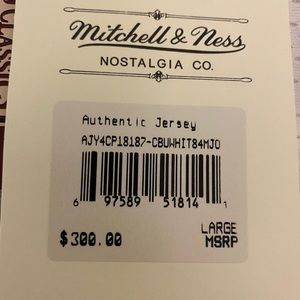 Mitchell & Ness
NOSTALGIA CO.
Authentic Jersey
AJY4CP18187-CBUWHIT84MJO
6 97589 51814 1
LARGE
$300.00 MSRP